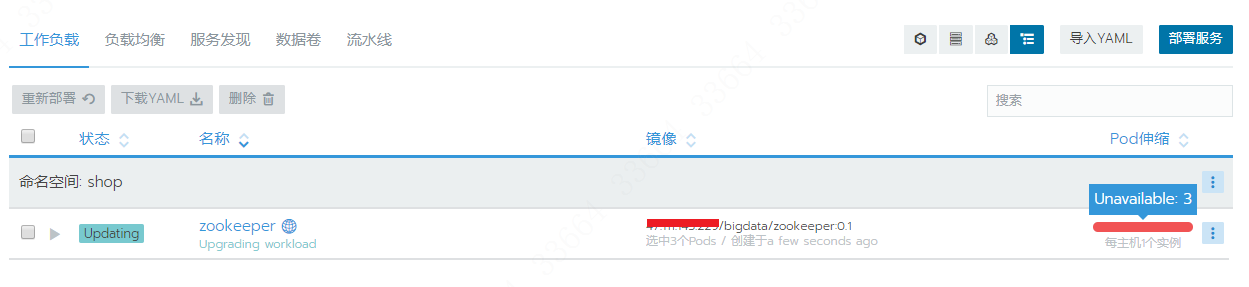 工作负载 负载均衡 服务发现 数据卷 流水线 导入YAML 部署服务
重新部署 下载YAML 删除 搜索
状态 名称 镜像 Pod伸缩
命名空间: shop
Unavailable: 3
Updating zookeeper /bigdata/zookeeper:0.1
Upgrading workload 选中3个Pods / 创建于a few seconds ago 每主机1个实例
33661 33661 33661